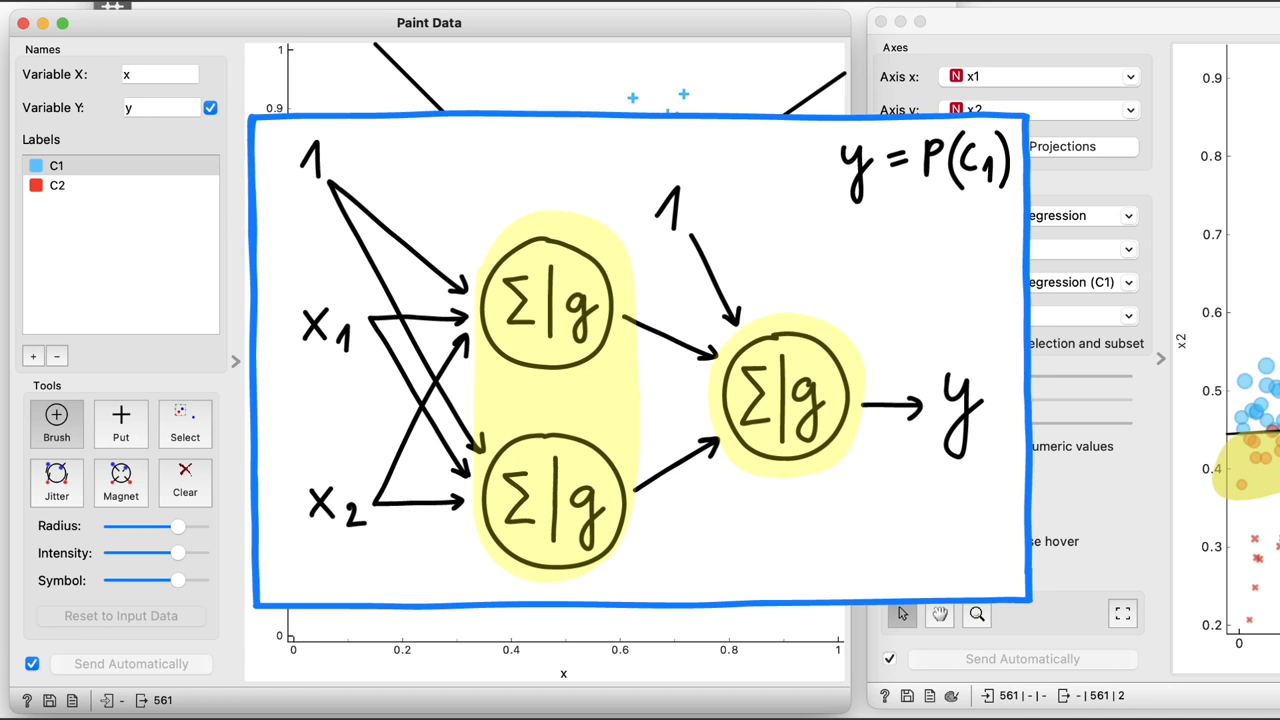 Paint Data
Names
Variable X:
x
Variable Y:
y
Labels
C1
C2
+
−
Tools
Brush
Put
Select
Jitter
Magnet
Clear
Radius:
Intensity:
Symbol:
Reset to Input Data
Send Automatically
? - 561
1
0.9
0
0
0.2
0.4
0.6
0.8
1
x
1
x1
x2
Σ|g
Σ|g
1
Σ|g
y
y = P(C1)
Axes
Axis x:
N x1
Axis y:
N x2
Projections
egression
egression (C1)
election and subset
umeric values
se hover
Send Automatically
? 561 | - | - - | 561 | 2
0.9
0.8
0.7
0.6
0.5
0.4
0.3
0.2
0
x2